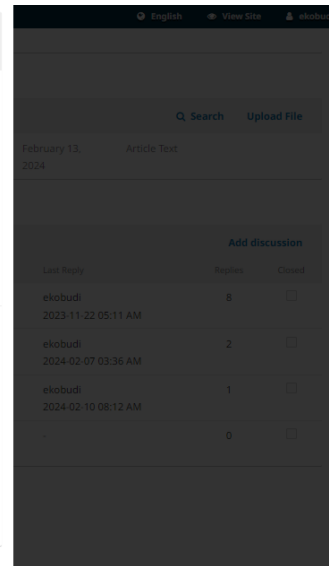 English View Site ekobud
Search Upload File
February 13, Article Text
2024
Add discussion
Last Reply Replies Closed
ekobudi 8
2023-11-22 05:11 AM
ekobudi 2
2024-02-07 03:36 AM
ekobudi 1
2024-02-10 08:12 AM
- 0